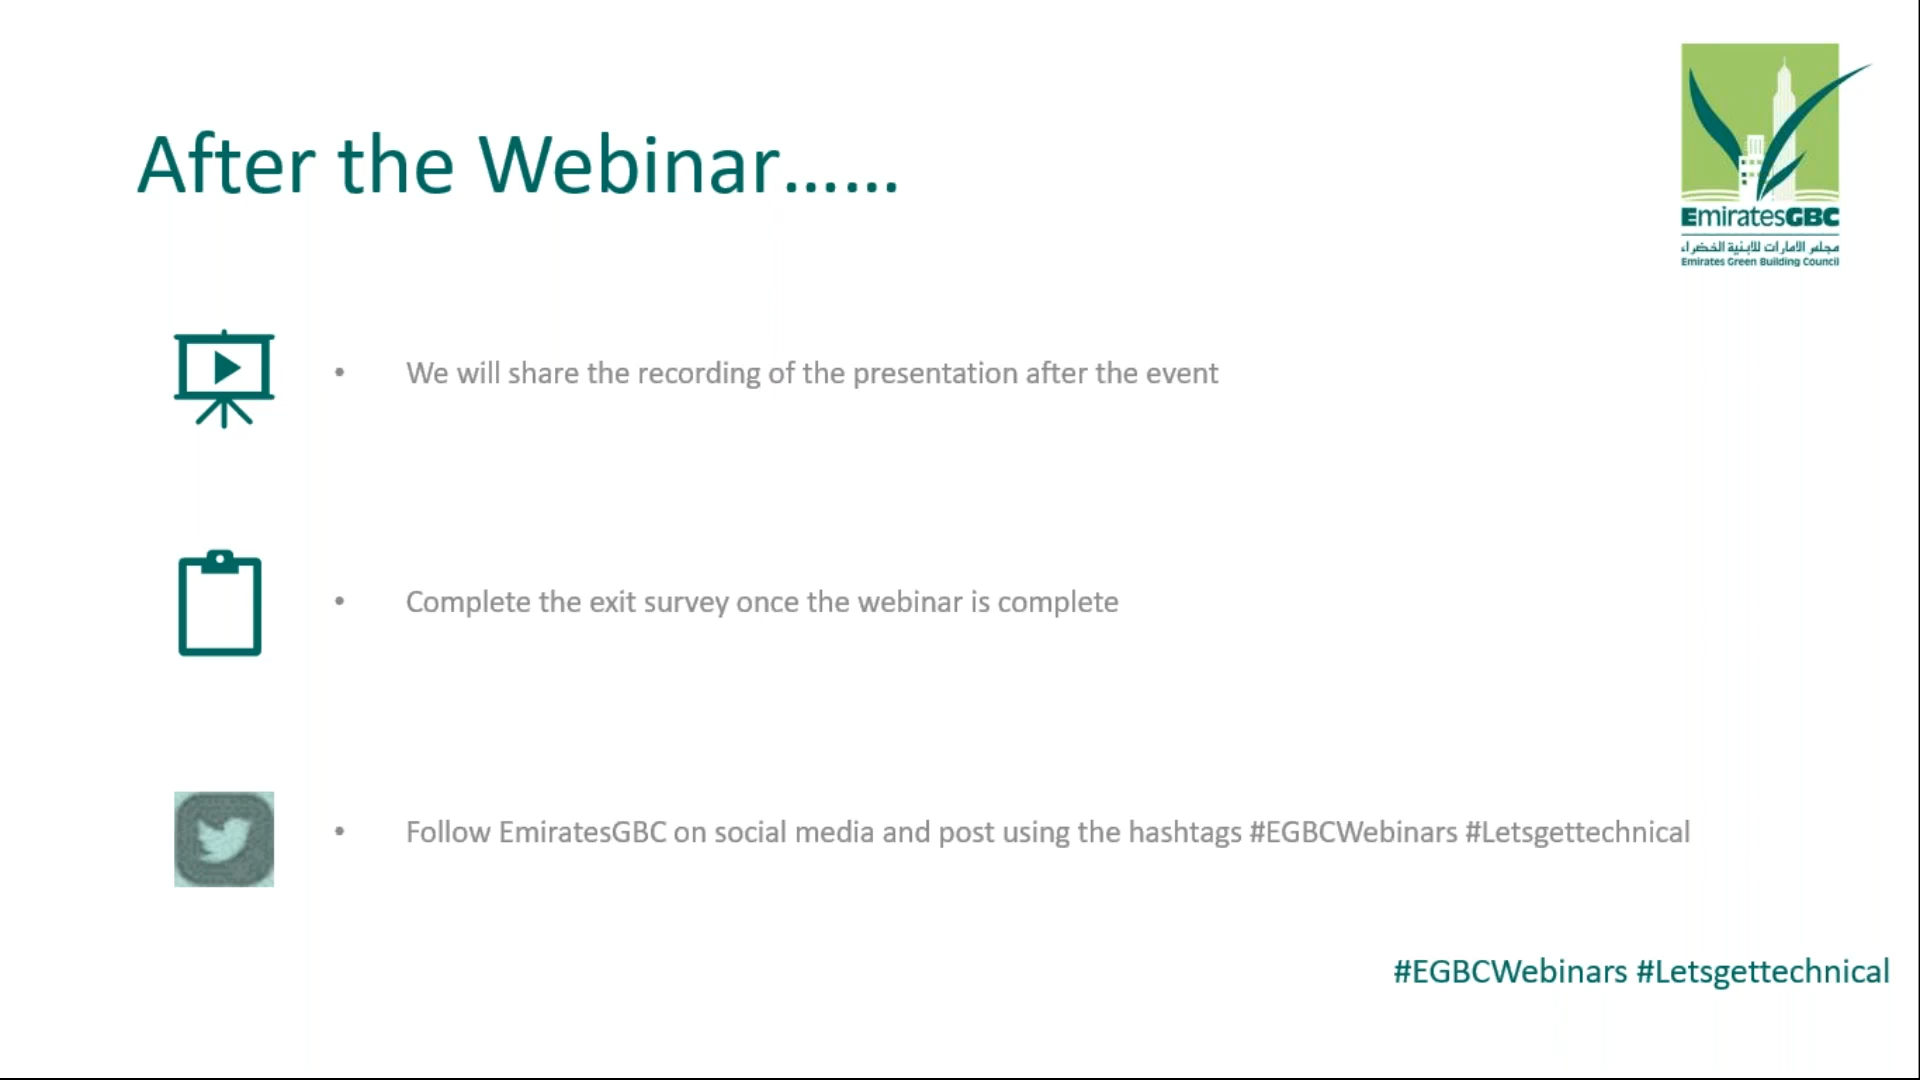 After the Webinar......
EmiratesGBC
مجلس الامارات للابنية الخضراء
Emirates Green Building Council
• We will share the recording of the presentation after the event
• Complete the exit survey once the webinar is complete
• Follow EmiratesGBC on social media and post using the hashtags #EGBCWebinars #Letsgettechnical
#EGBCWebinars #Letsgettechnical